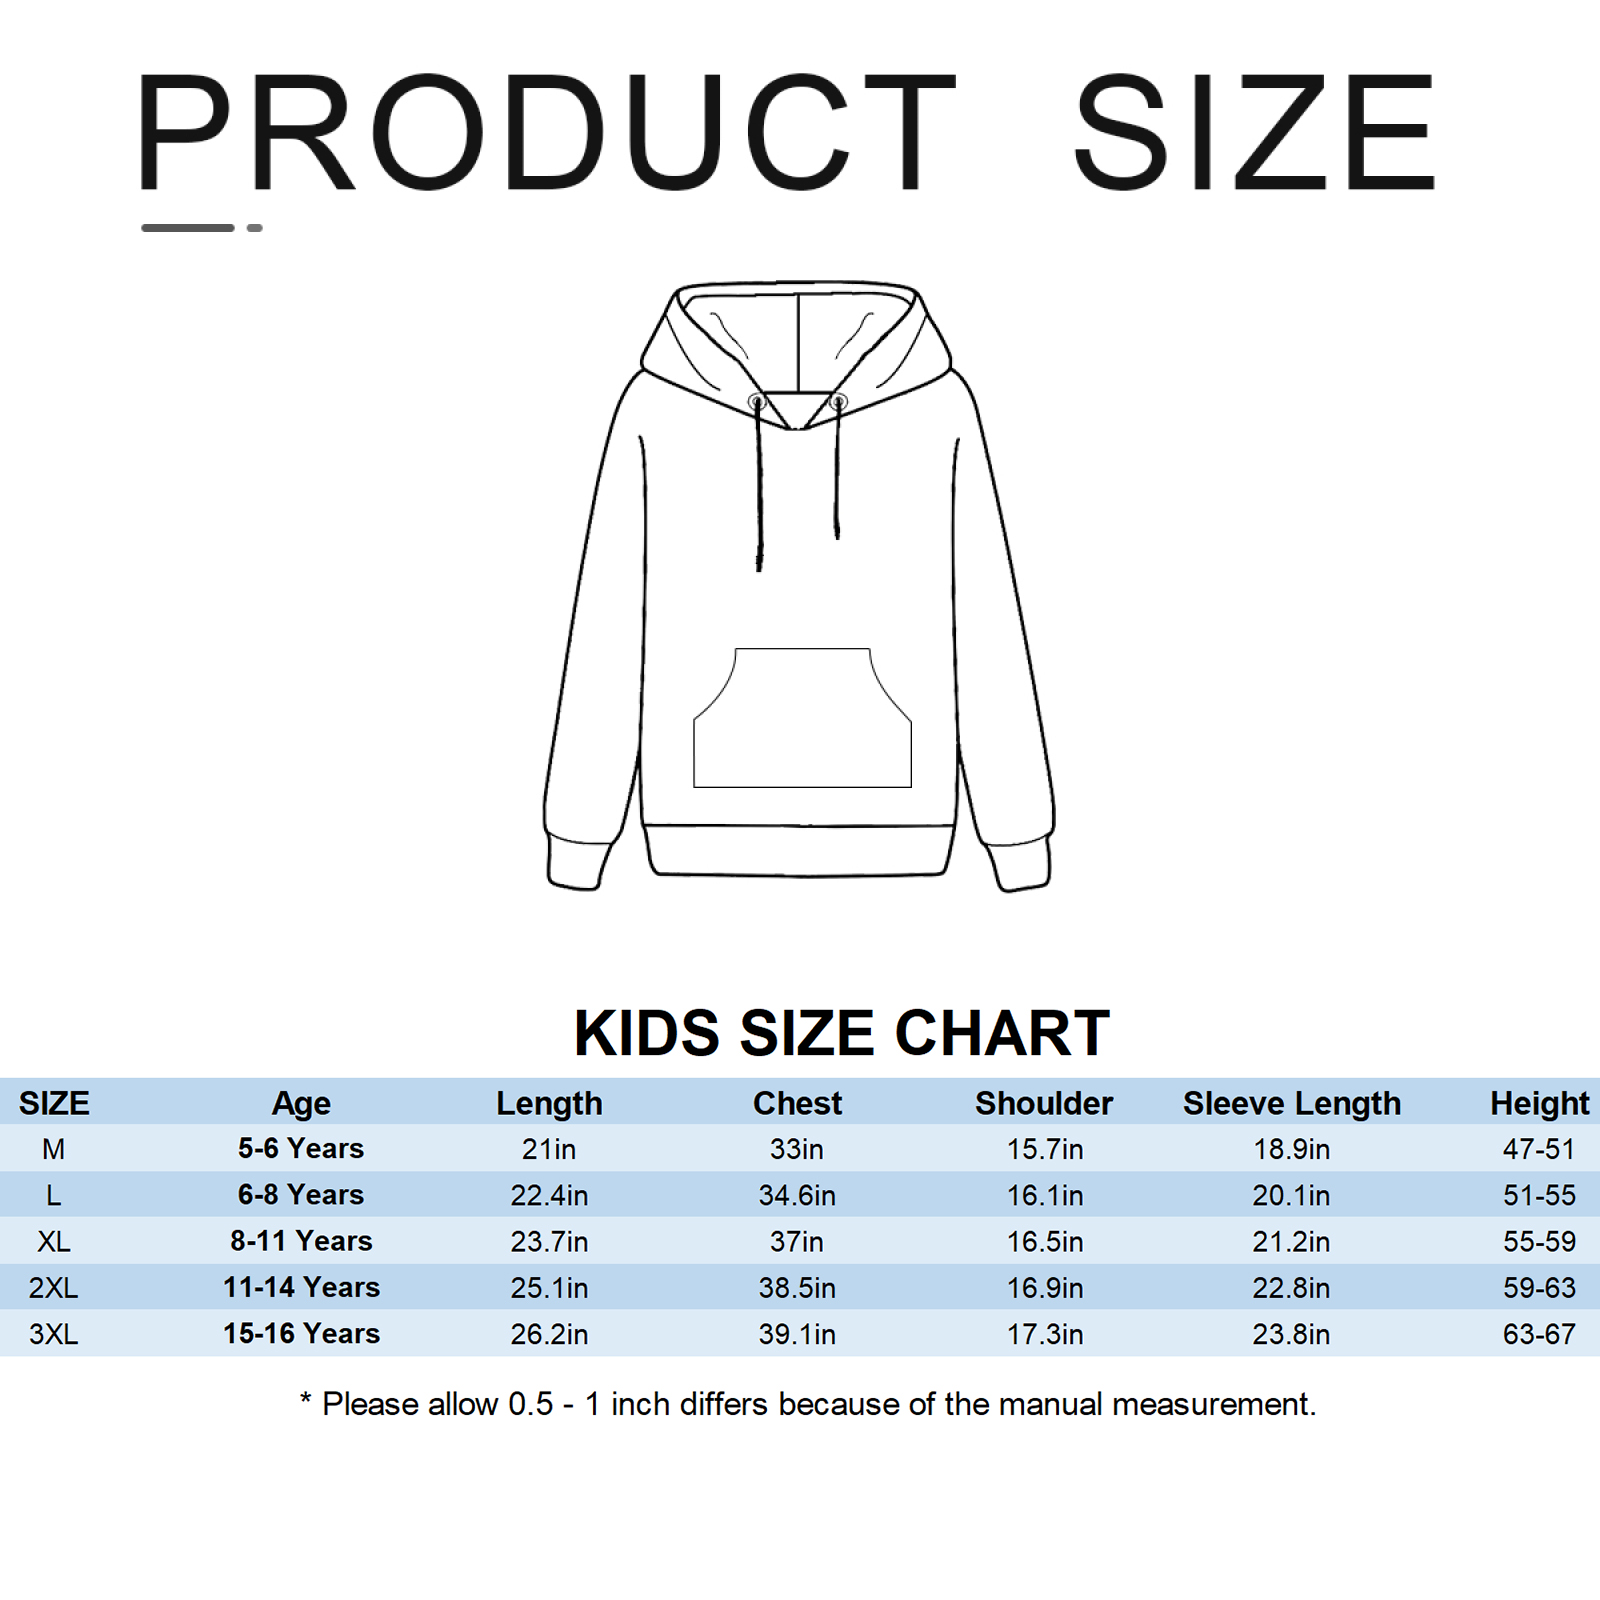 PRODUCT SIZE
KIDS SIZE CHART
SIZE Age Length Chest Shoulder Sleeve Length Height
M 5-6 Years 21in 33in 15.7in 18.9in 47-51
L 6-8 Years 22.4in 34.6in 16.1in 20.1in 51-55
XL 8-11 Years 23.7in 37in 16.5in 21.2in 55-59
2XL 11-14 Years 25.1in 38.5in 16.9in 22.8in 59-63
3XL 15-16 Years 26.2in 39.1in 17.3in 23.8in 63-67
* Please allow 0.5 - 1 inch differs because of the manual measurement.